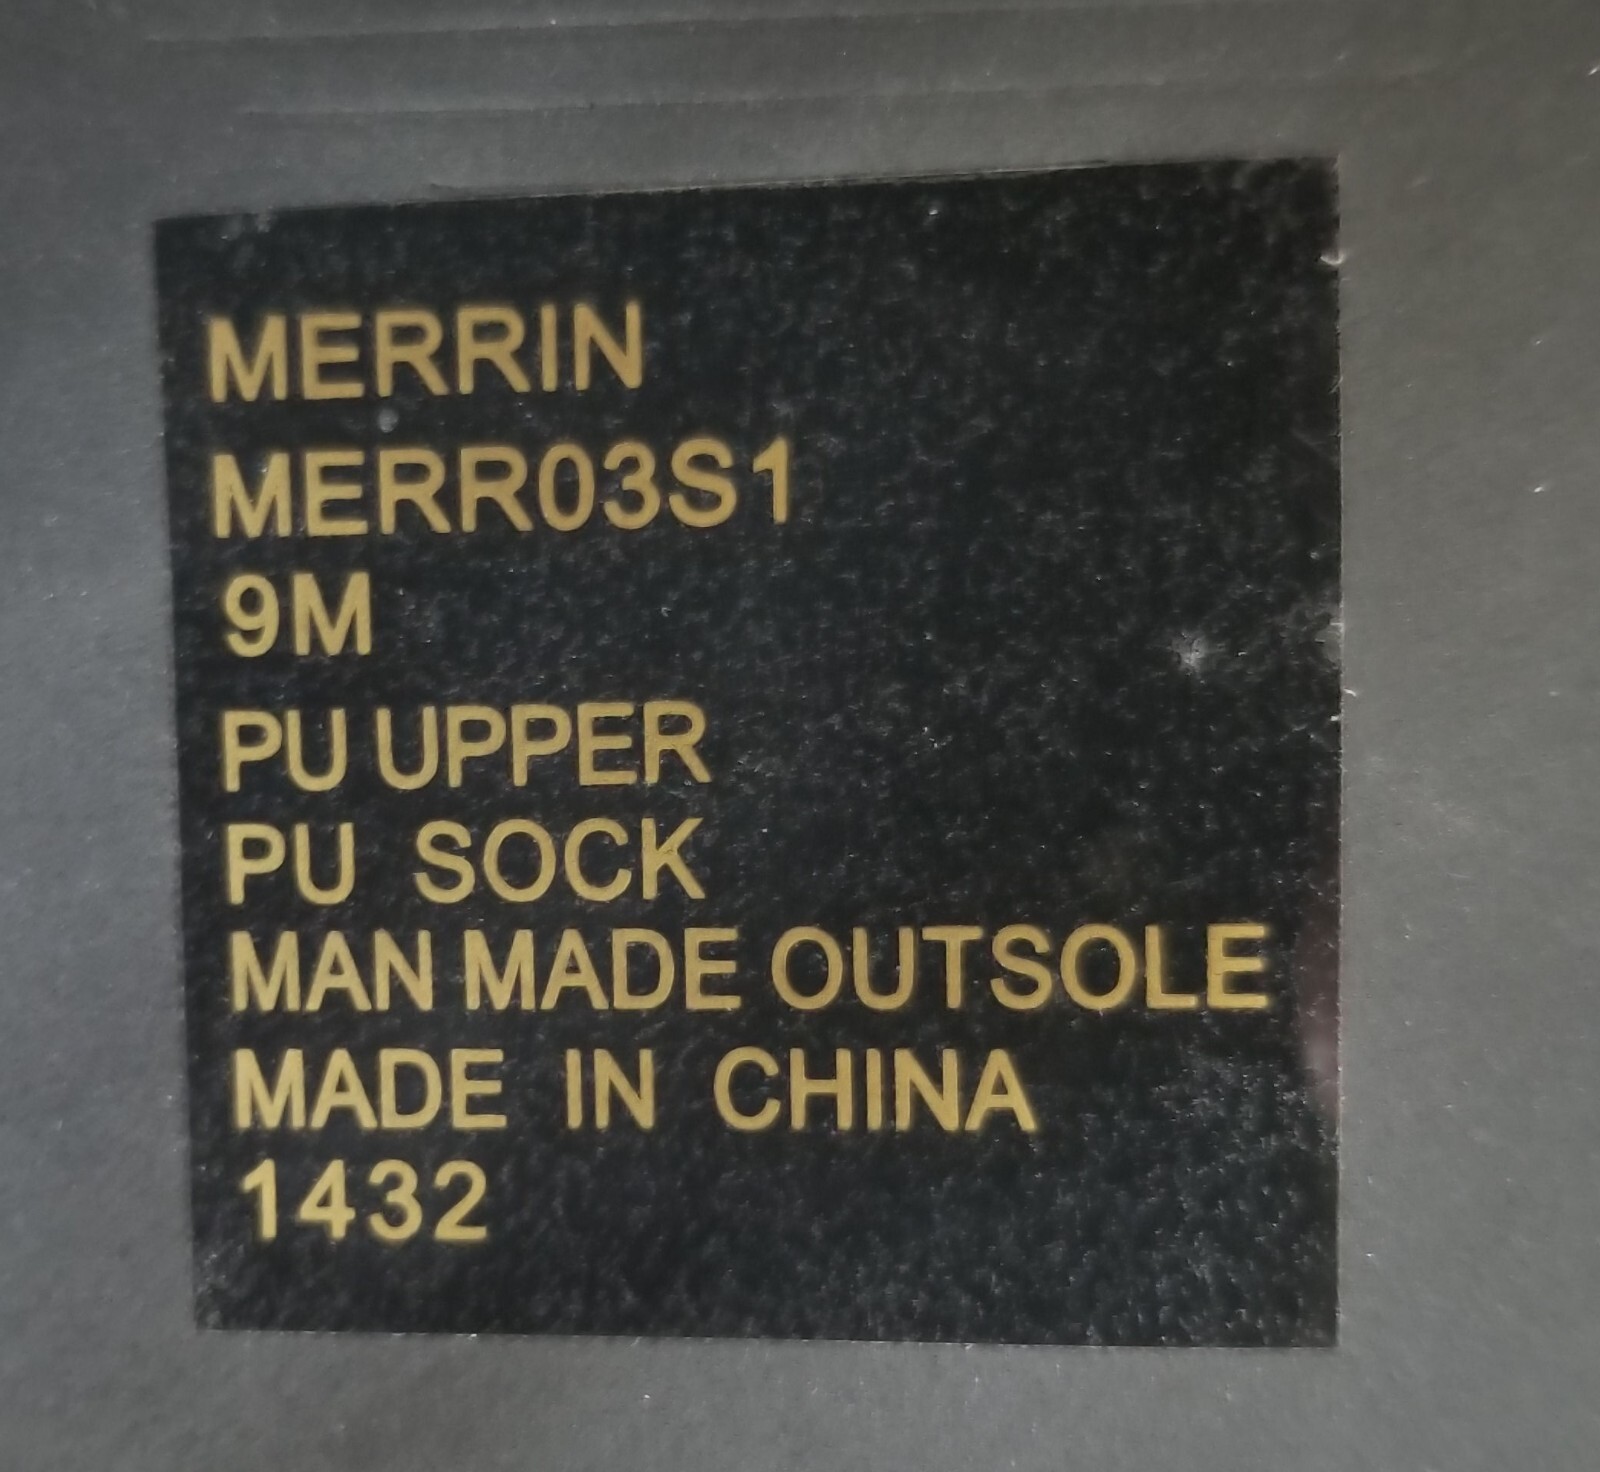 MERRIN
MERR03S1
9M
PU UPPER
PU SOCK
MAN MADE OUTSOLE
MADE IN CHINA
1432